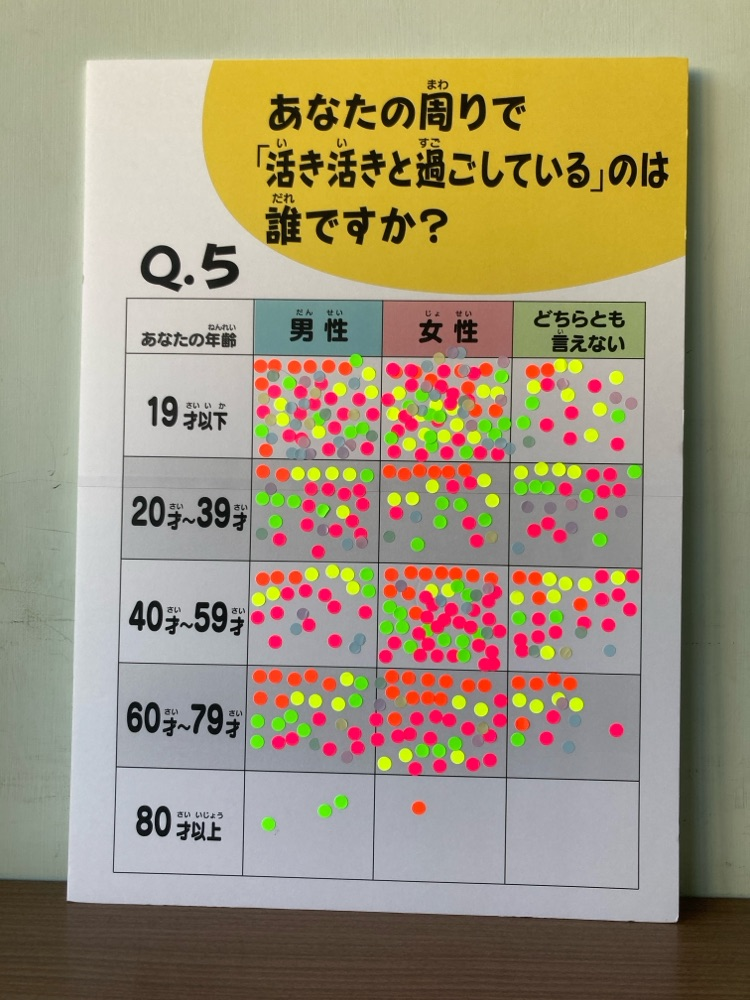 あなたの周りで
「活き活きと過ごしている」のは
誰ですか？
Q.5
あなたの年齢 男性 女性 どちらとも言えない
19才以下
20才~39才
40才~59才
60才~79才
80才以上